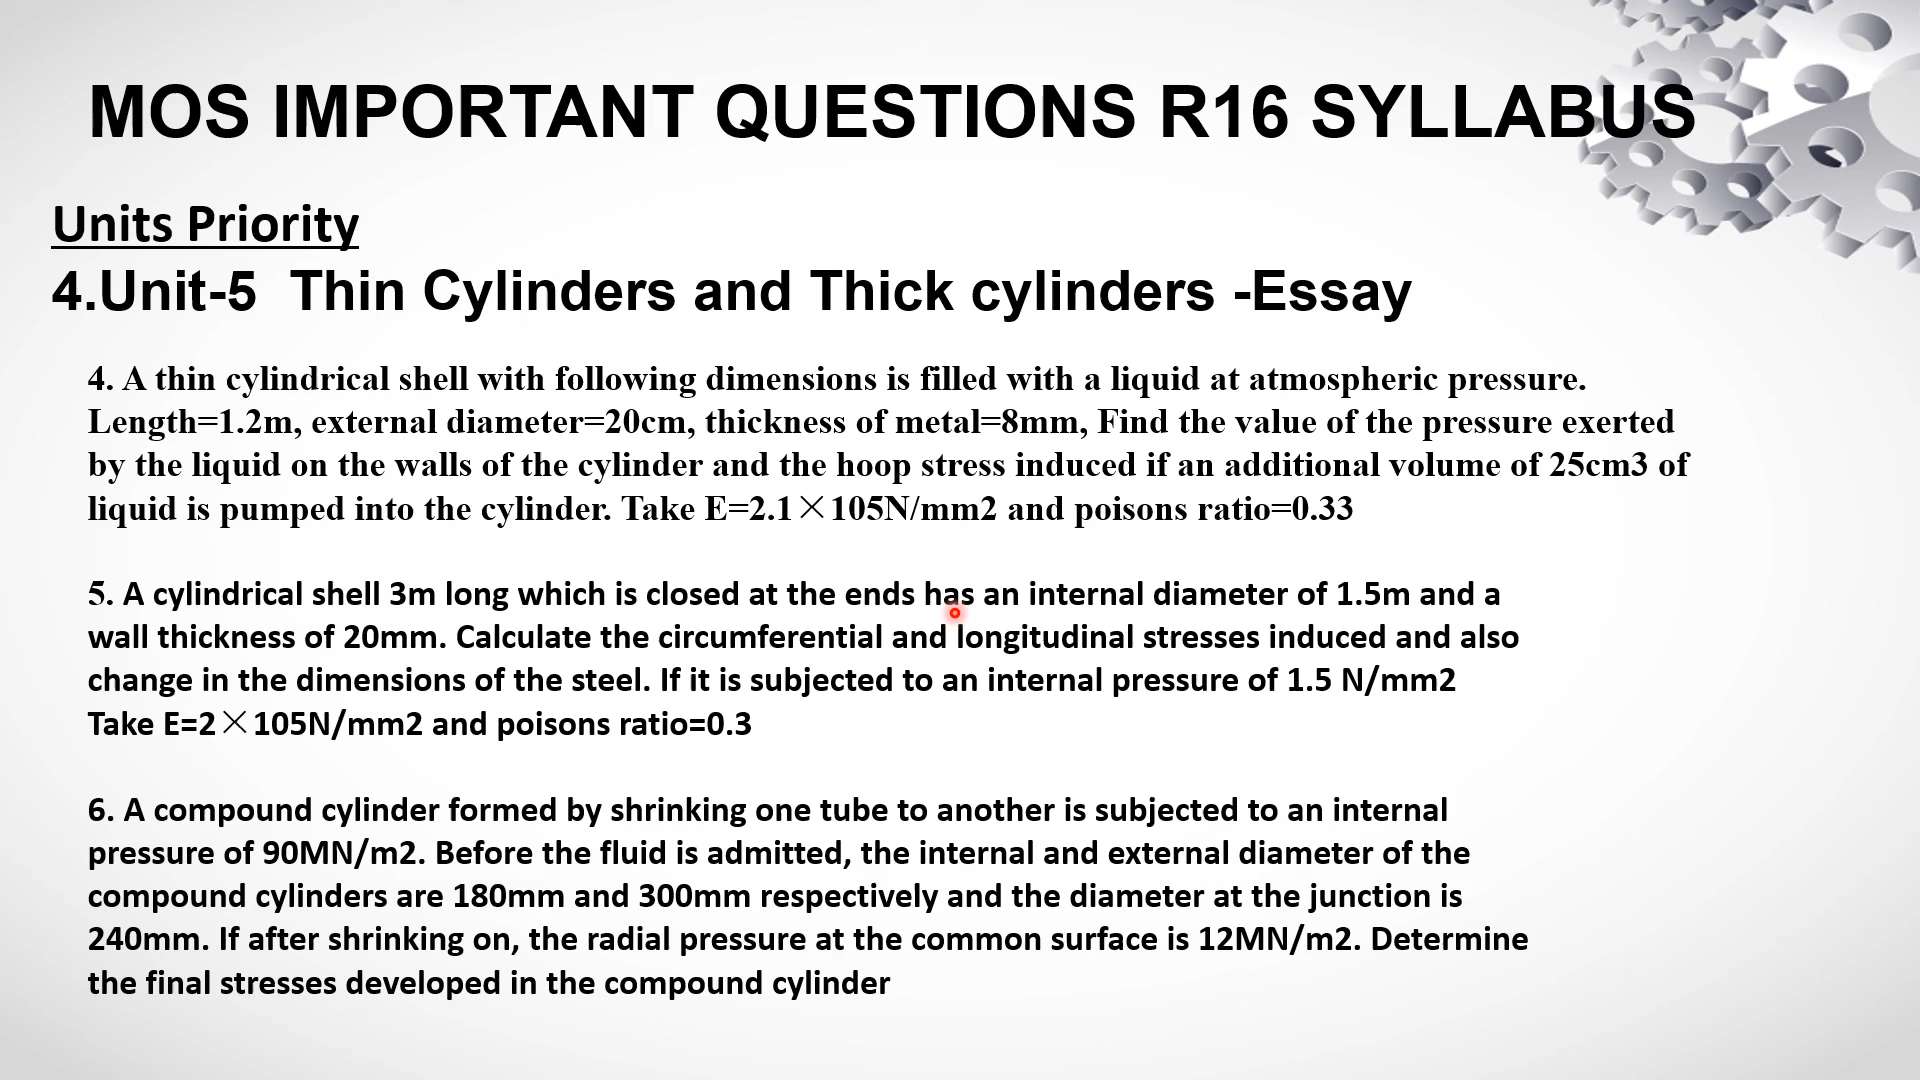 MOS IMPORTANT QUESTIONS R16 SYLLABUS
Units Priority
4.Unit-5 Thin Cylinders and Thick cylinders -Essay
4. A thin cylindrical shell with following dimensions is filled with a liquid at atmospheric pressure.
Length=1.2m, external diameter=20cm, thickness of metal=8mm, Find the value of the pressure exerted
by the liquid on the walls of the cylinder and the hoop stress induced if an additional volume of 25cm3 of
liquid is pumped into the cylinder. Take E=2.1×105N/mm2 and poisons ratio=0.33
5. A cylindrical shell 3m long which is closed at the ends has an internal diameter of 1.5m and a
wall thickness of 20mm. Calculate the circumferential and longitudinal stresses induced and also
change in the dimensions of the steel. If it is subjected to an internal pressure of 1.5 N/mm2
Take E=2×105N/mm2 and poisons ratio=0.3
6. A compound cylinder formed by shrinking one tube to another is subjected to an internal
pressure of 90MN/m2. Before the fluid is admitted, the internal and external diameter of the
compound cylinders are 180mm and 300mm respectively and the diameter at the junction is
240mm. If after shrinking on, the radial pressure at the common surface is 12MN/m2. Determine
the final stresses developed in the compound cylinder